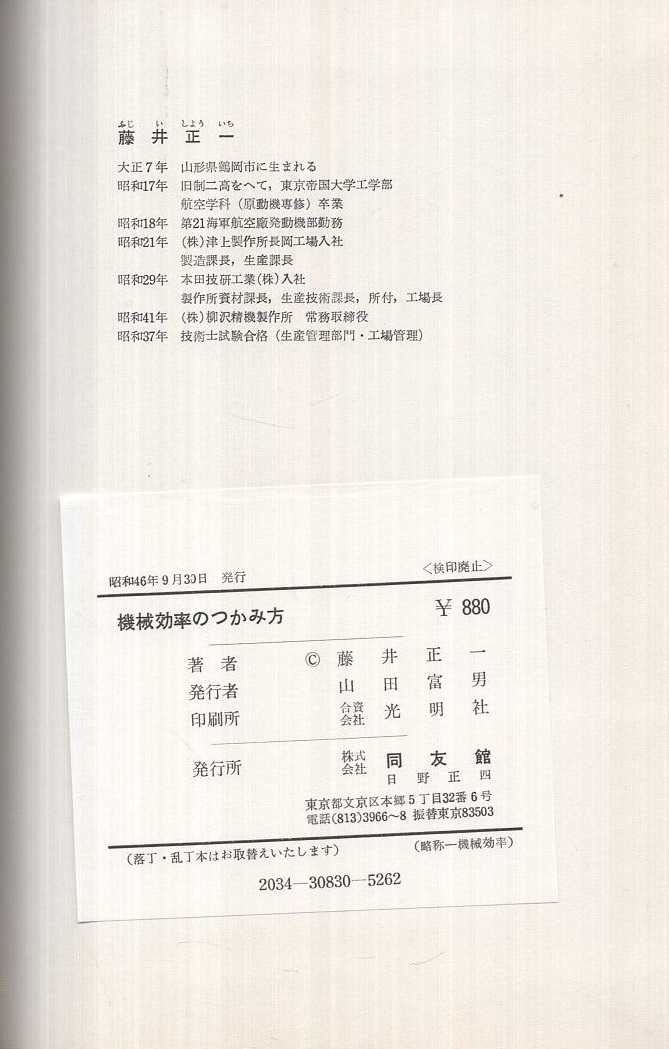 ふじ い しよう いち
藤井正一
大正7年 山形県鶴岡市に生まれる
昭和17年 旧制二高をへて，東京帝国大学工学部
航空学科（原動機専修）卒業
昭和18年 第21海軍航空廠発動機部勤務
昭和21年 (株)津上製作所長岡工場入社
製造課長，生産課長
昭和29年 本田技研工業(株)入社
製作所資材課長，生産技術課長，所付，工場長
昭和41年 (株)柳沢精機製作所 常務取締役
昭和37年 技術士試験合格（生産管理部門・工場管理）
昭和46年9月30日 発行 〈検印廃止〉
機械効率のつかみ方 ¥ 880
著者 © 藤井正一
発行者 山田富男
印刷所 合資会社 光明社
発行所 株式会社 同友館
日野正四
東京都文京区本郷5丁目32番6号
電話(813)3966〜8 振替東京83503
（落丁・乱丁本はお取替えいたします） （略称―機械効率）
2034―30830―5262